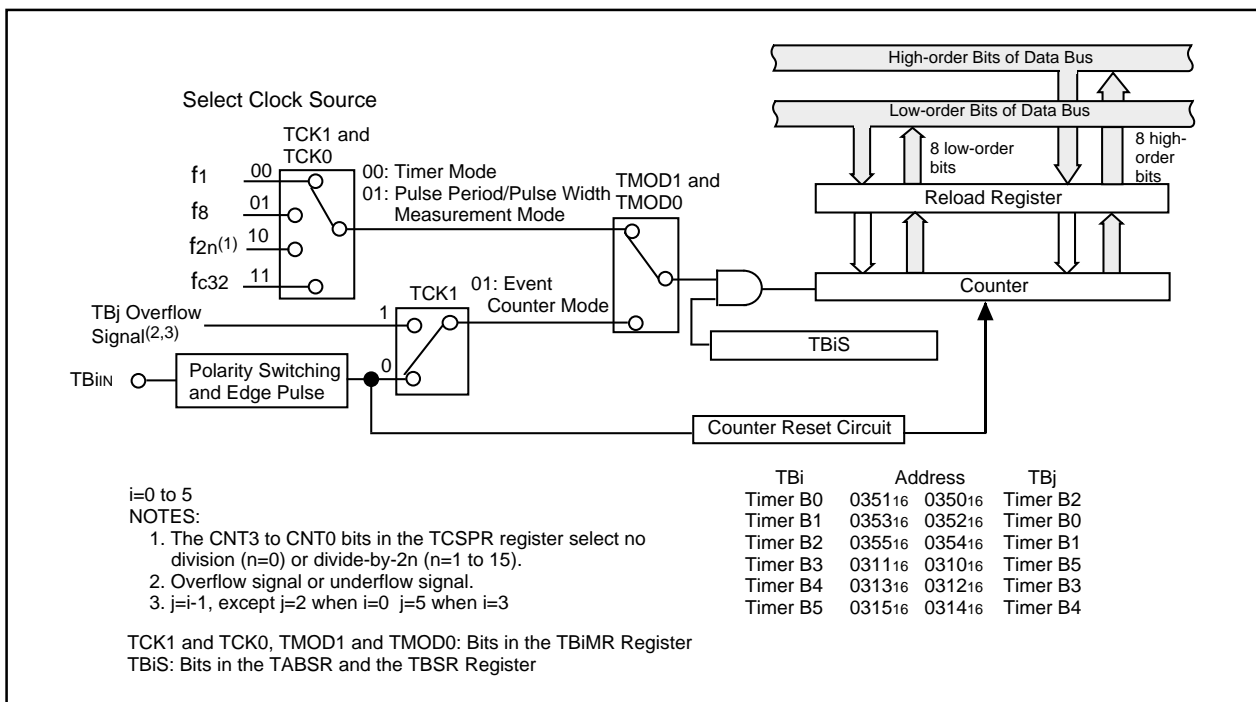 High-order Bits of Data Bus
Low-order Bits of Data Bus
8 low-order
bits
8 high-
order
bits
Select Clock Source
TCK1 and
TCK0
f1
00
f8
01
f2n(1)
10
fc32
11
00: Timer Mode
01: Pulse Period/Pulse Width
Measurement Mode
TMOD1 and
TMOD0
Reload Register
Counter
TCK1
01: Event
Counter Mode
TBj Overflow
Signal(2,3)
1
0
TBiIN
Polarity Switching
and Edge Pulse
TBiS
Counter Reset Circuit
TBi Address TBj
Timer B0 035116 035016 Timer B2
Timer B1 035316 035216 Timer B0
Timer B2 035516 035416 Timer B1
Timer B3 031116 031016 Timer B5
Timer B4 031316 031216 Timer B3
Timer B5 031516 031416 Timer B4
i=0 to 5
NOTES:
1. The CNT3 to CNT0 bits in the TCSPR register select no
division (n=0) or divide-by-2n (n=1 to 15).
2. Overflow signal or underflow signal.
3. j=i-1, except j=2 when i=0 j=5 when i=3
TCK1 and TCK0, TMOD1 and TMOD0: Bits in the TBiMR Register
TBiS: Bits in the TABSR and the TBSR Register